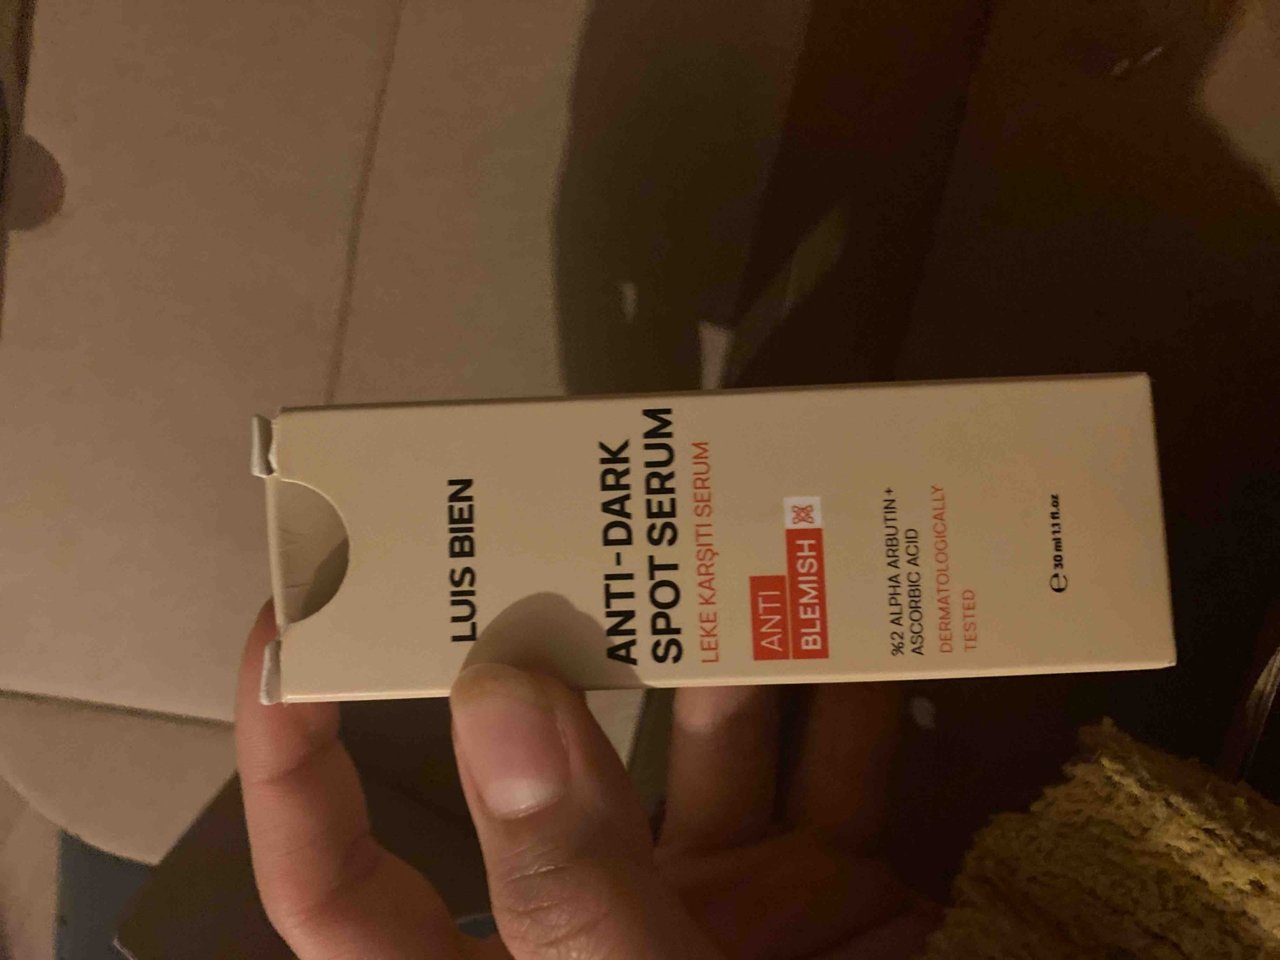 LUIS BIEN
ANTI-DARK
SPOT SERUM
LEKE KARŞITI SERUM
ANTI
BLEMISH
%2 ALPHA ARBUTIN+
ASCORBIC ACID
DERMATOLOGICALLY
TESTED
℮ 30 ml 1.1 fl.oz